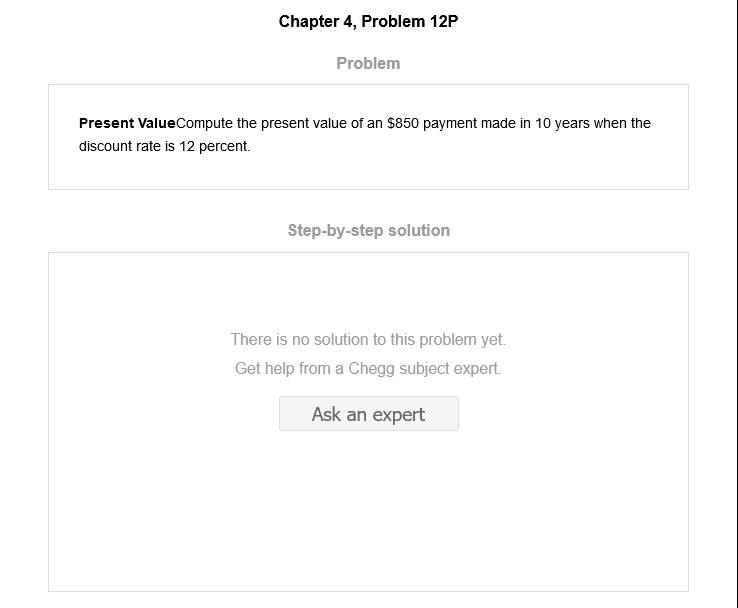 Chapter 4, Problem 12P
Problem
Present ValueCompute the present value of an $850 payment made in 10 years when the
discount rate is 12 percent.
Step-by-step solution
There is no solution to this problem yet.
Get help from a Chegg subject expert.
Ask an expert